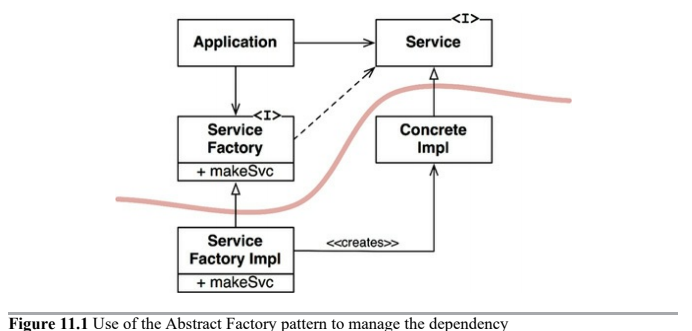 <I>
Application
Service
<I>
Service
Factory
+ makeSvc
Concrete
Impl
Service
Factory Impl
+ makeSvc
<<creates>>
Figure 11.1 Use of the Abstract Factory pattern to manage the dependency